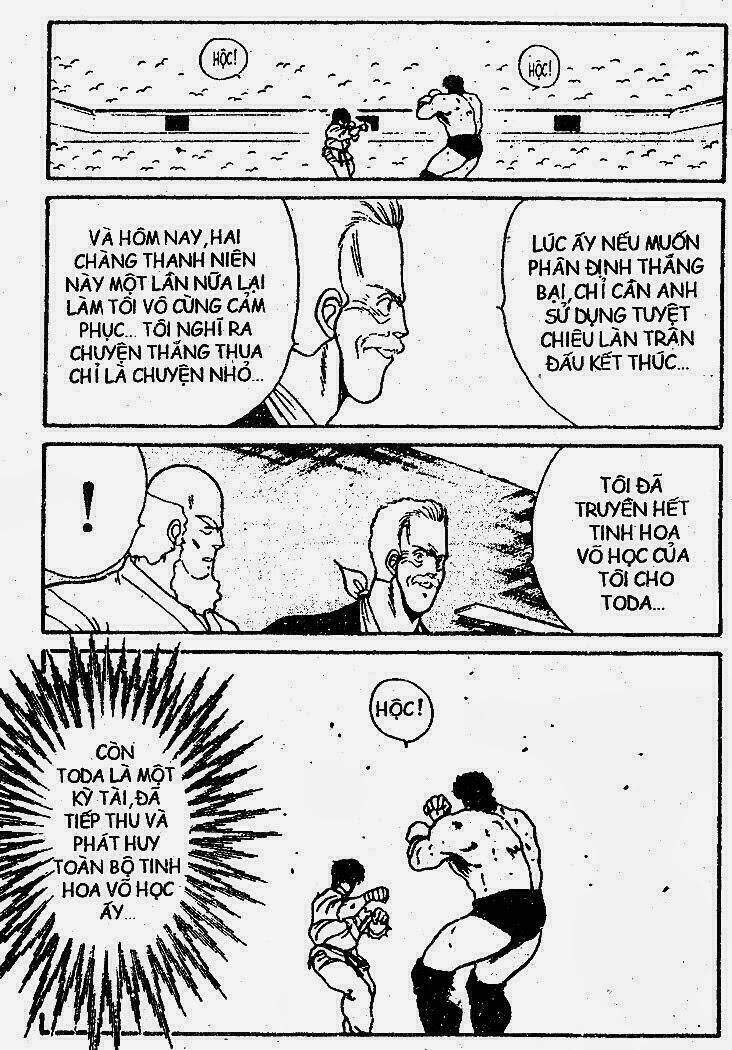 HỘC!
HỘC!
LÚC ẤY NẾU MUỐN
PHÂN ĐỊNH THẮNG
BẠI,CHỈ CẦN ANH
SỬ DỤNG TUYỆT
CHIÊU LÀN TRẬN
ĐẤU KẾT THÚC...
VÀ HÔM NAY,HAI
CHÀNG THANH NIÊN
NÀY MỘT LẦN NỮA LẠI
LÀM TÔI VÔ CÙNG CẢM
PHỤC... TÔI NGHĨ RA
CHUYỆN THẮNG THUA
CHỈ LÀ CHUYỆN NHỎ...
TÔI ĐÃ
TRUYỀN HẾT
TINH HOA
VÕ HỌC CỦA
TÔI CHO
TODA...
!
HỘC!
CÒN
TODA LÀ MỘT
KỲ TÀI,ĐÃ
TIẾP THU VÀ
PHÁT HUY
TOÀN BỘ TINH
HOA VÕ HỌC
ẤY...